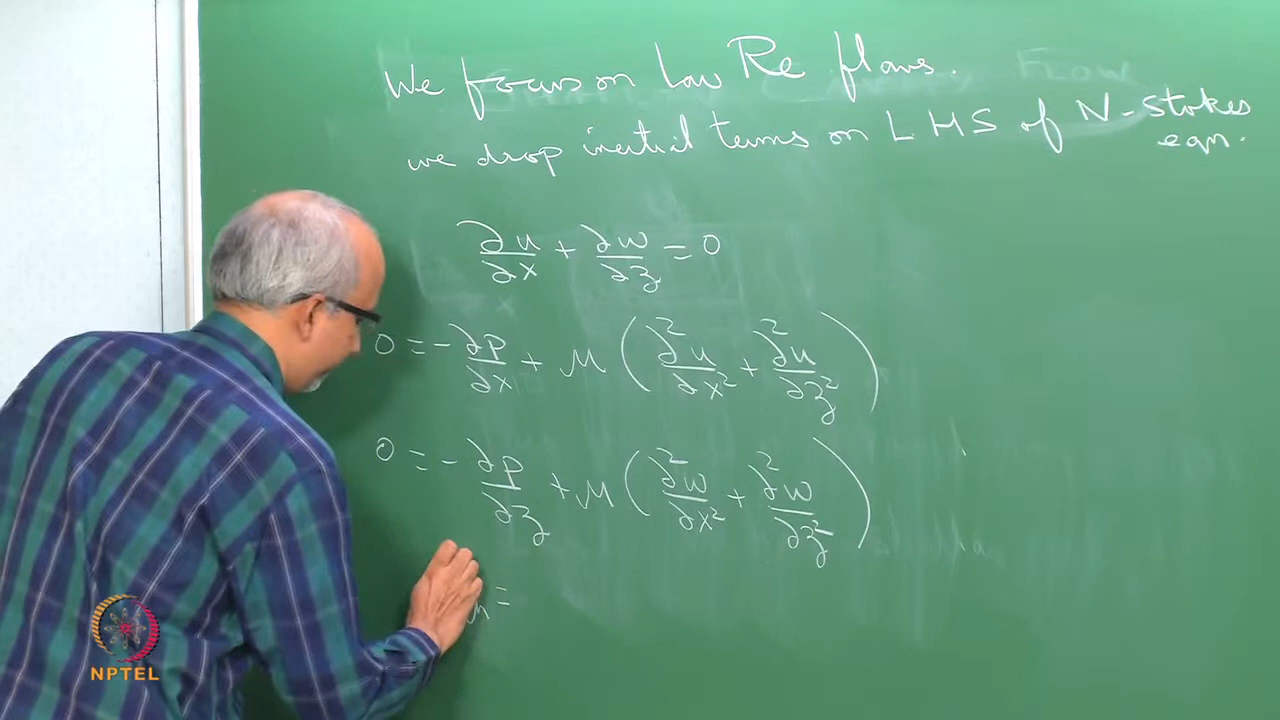 We focus on Low Re flows.
we drop inertial terms on LHS of N-Stokes eqn.
∂u/∂x + ∂w/∂z = 0
0 = -∂p/∂x + μ (∂²u/∂x² + ∂²u/∂z²)
0 = -∂p/∂z + μ (∂²w/∂x² + ∂²w/∂z²)
u =
NPTEL